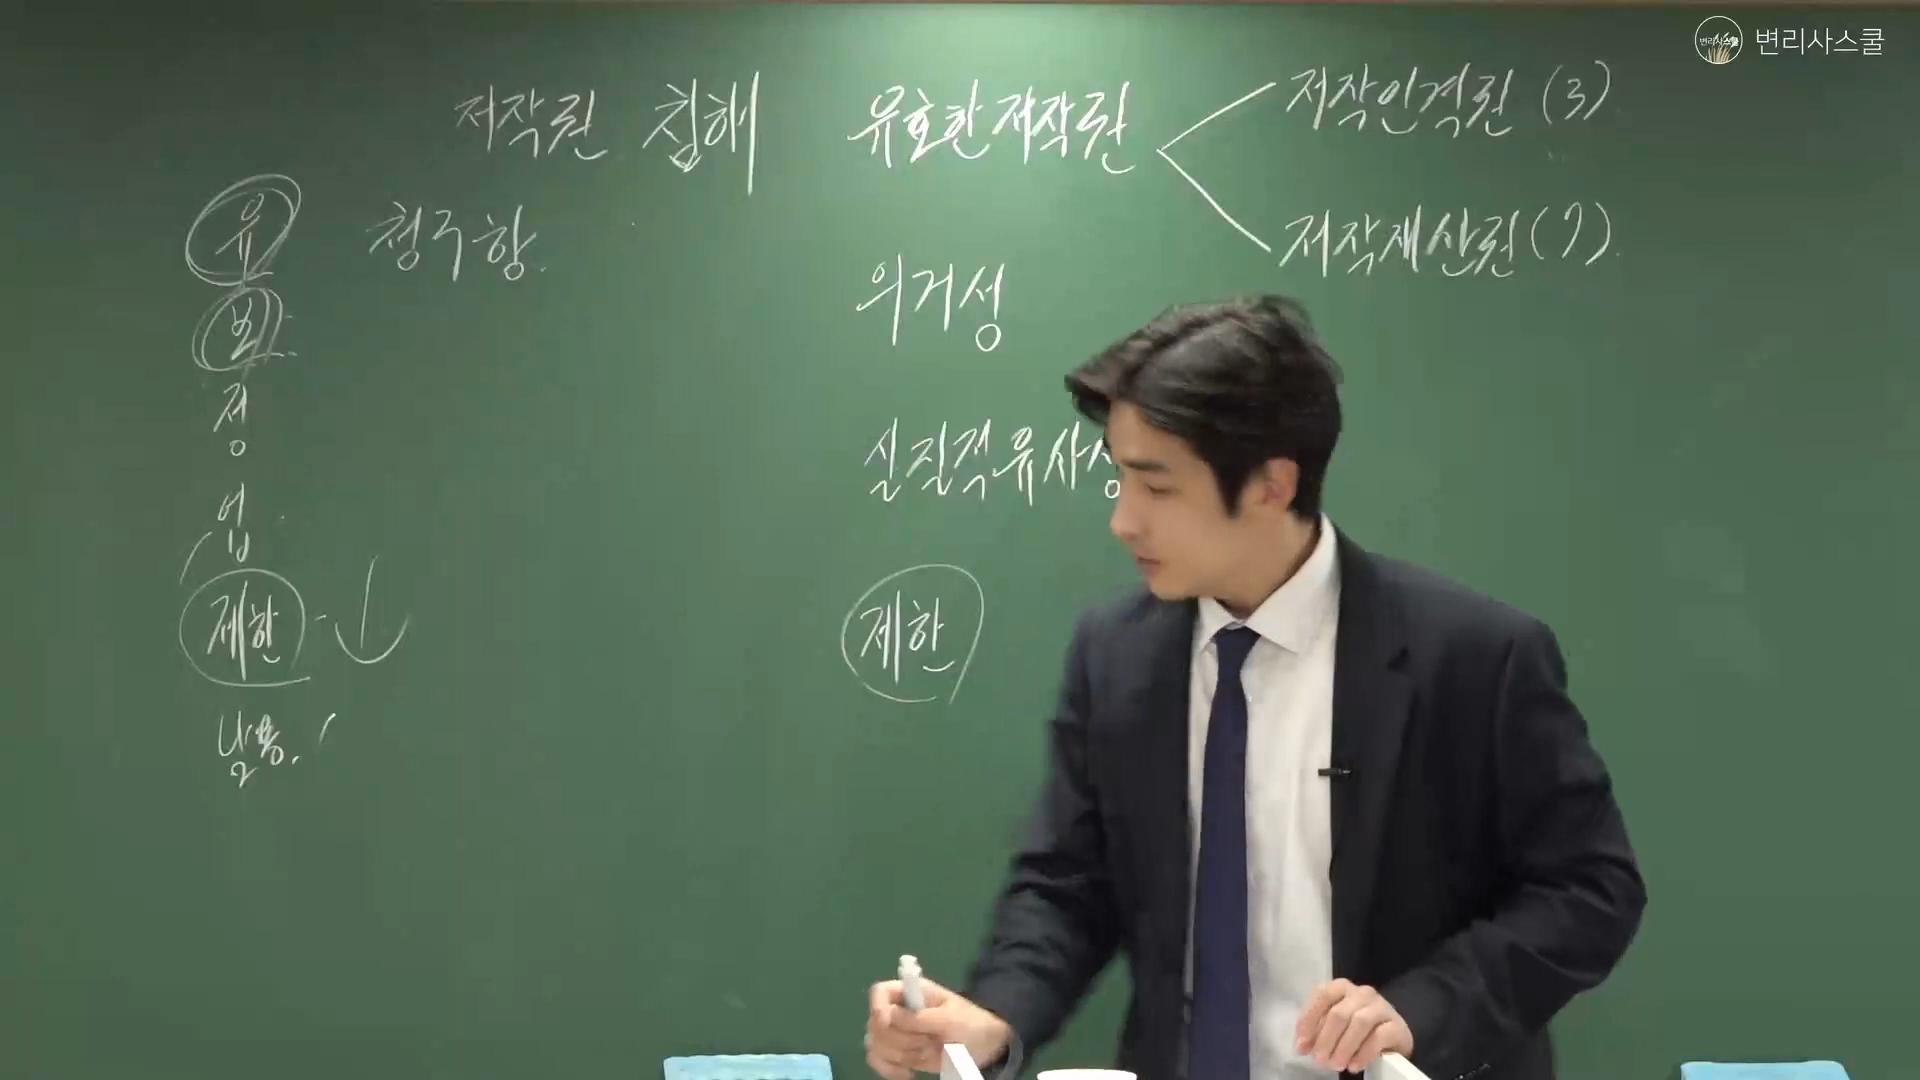 변리사스쿨
저작권 침해 유효한 저작권 저작인격권 (3)
저작재산권 (7)
유 청구항.
보
정
업
제한
남용.
의거성
실질적유사성
제한